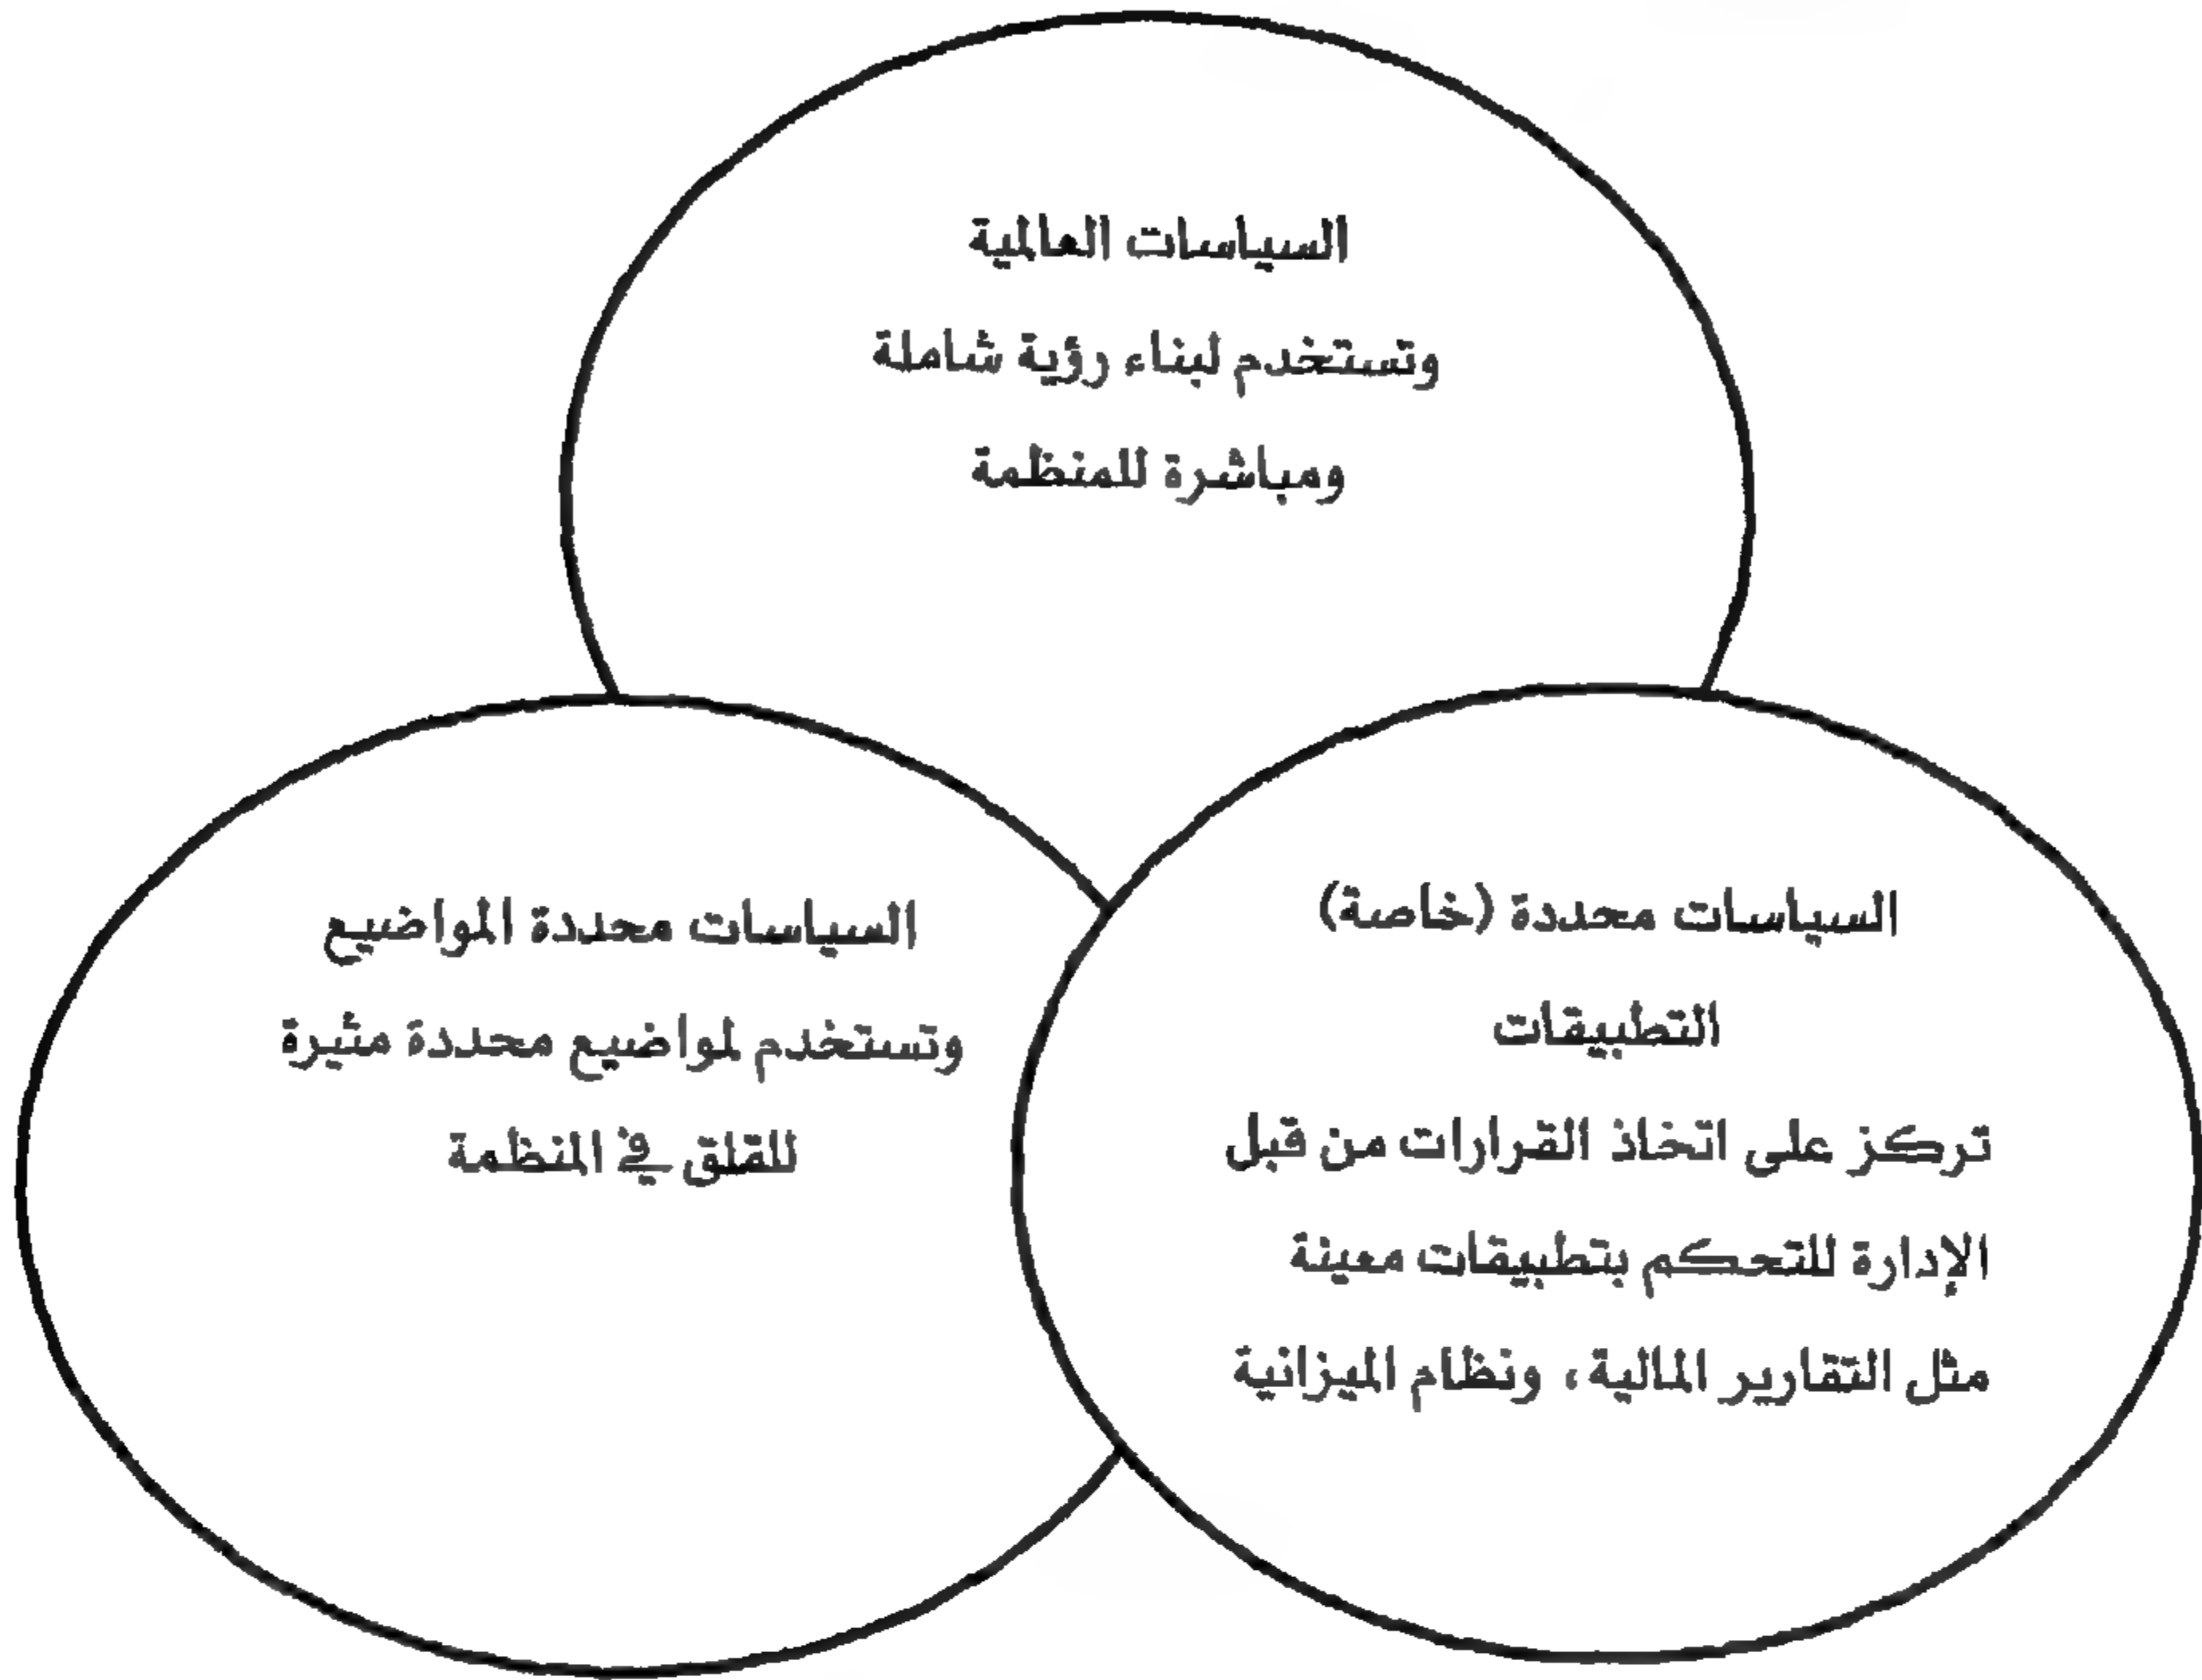 السياسات العالمية
وتستخدم لبناء رؤية شاملة
ومباشرة للمنظمة
السياسات محددة (خاصة)
التطبيقات
تركز على اتخاذ القرارات من قبل
الإدارة للتحكم بتطبيقات معينة
مثل التقارير المالية، ونظام الميزانية
السياسات محددة المواضيع
وتستخدم لمواضيع محددة مثيرة
للقلق في المنظمة